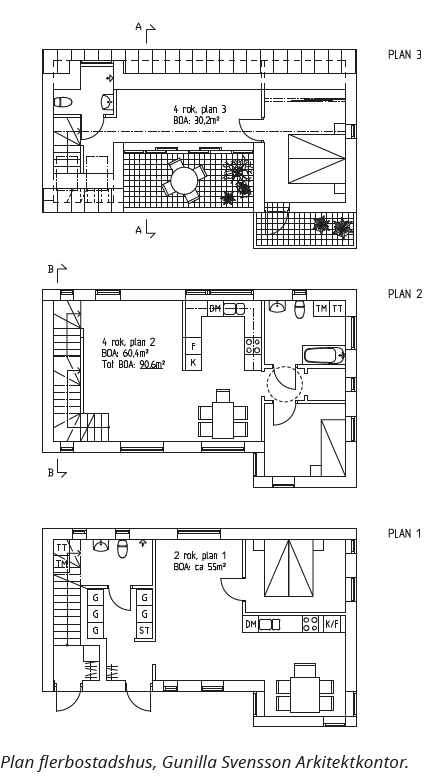 A
PLAN 3
4 rok, plan 3
BOA: 30,2m²
A
B
PLAN 2
DM
TM TT
4 rok, plan 2
BOA: 60,4m²
Tot BOA: 90,6m²
F
K
B
PLAN 1
TT
TM
2 rok, plan 1
BOA: ca 55m²
G
G
G
G
G
ST
DM
K/F
Plan flerbostadshus, Gunilla Svensson Arkitektkontor.